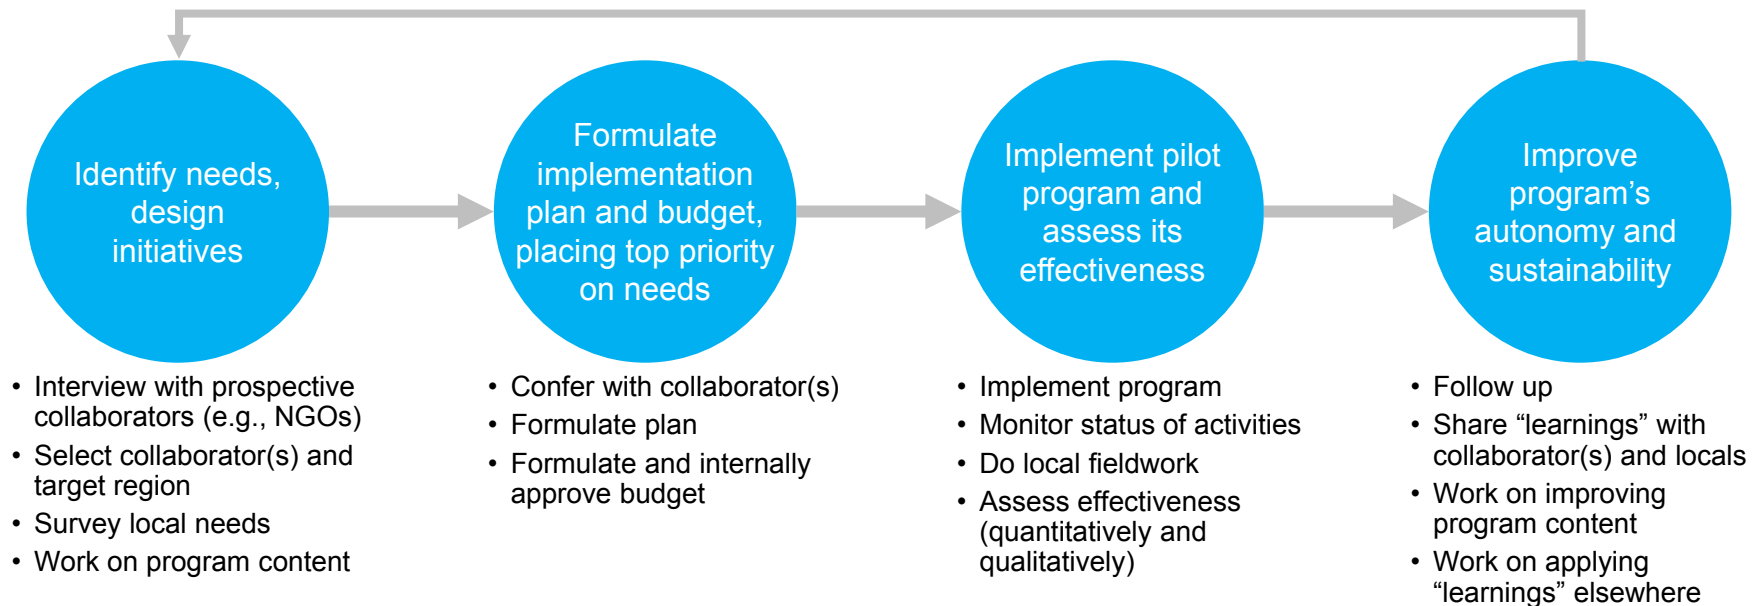 Identify needs,
design
initiatives
Formulate
implementation
plan and budget,
placing top priority
on needs
Implement pilot
program and
assess its
effectiveness
Improve
program’s
autonomy and
sustainability
• Interview with prospective
collaborators (e.g., NGOs)
• Select collaborator(s) and
target region
• Survey local needs
• Work on program content
• Confer with collaborator(s)
• Formulate plan
• Formulate and internally
approve budget
• Implement program
• Monitor status of activities
• Do local fieldwork
• Assess effectiveness
(quantitatively and
qualitatively)
• Follow up
• Share “learnings” with
collaborator(s) and locals
• Work on improving
program content
• Work on applying
“learnings” elsewhere